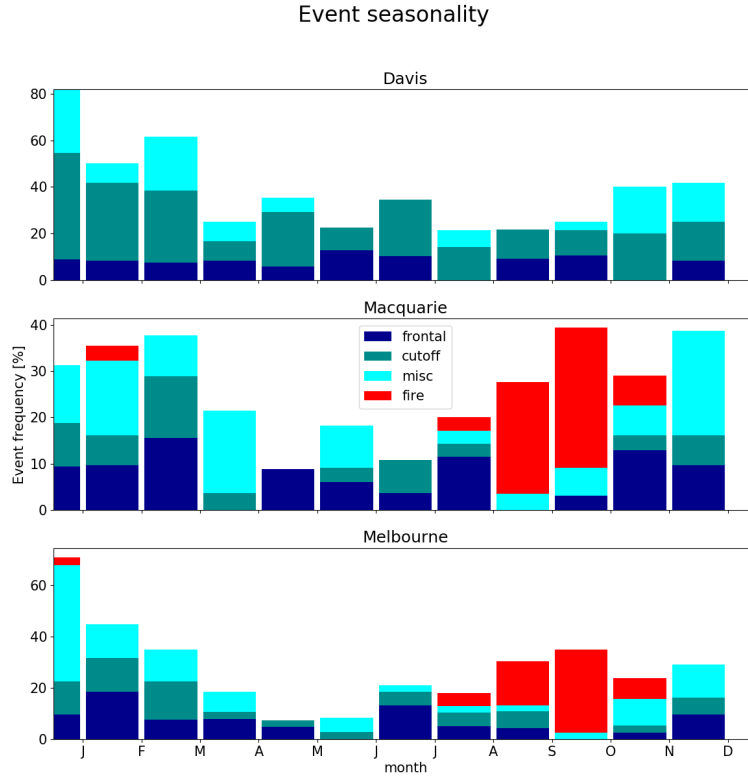 Event seasonality
Davis
80
60
40
20
0
Macquarie
40
30
20
10
0
Event frequency [%]
frontal
cutoff
misc
fire
Melbourne
60
40
20
0
J F M A M J J A S O N D
month